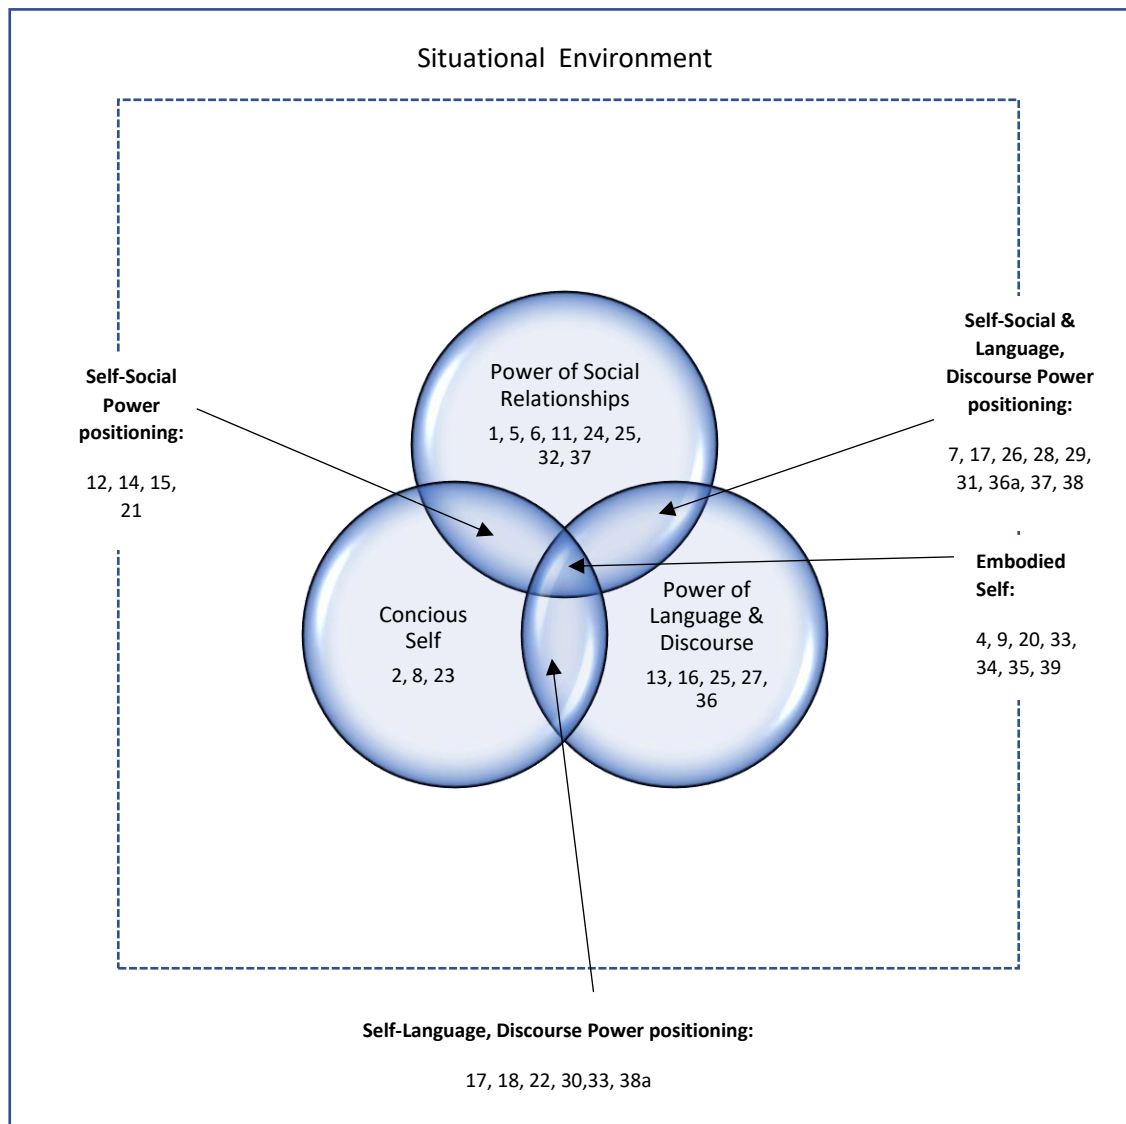 Situational Environment
Power of Social
Relationships
1, 5, 6, 11, 24, 25,
32, 37
Self-Social
Power
positioning:
12, 14, 15,
21
Self-Social &
Language,
Discourse Power
positioning:
7, 17, 26, 28, 29,
31, 36a, 37, 38
Concious
Self
2, 8, 23
Power of
Language &
Discourse
13, 16, 25, 27,
36
Embodied
Self:
4, 9, 20, 33,
34, 35, 39
Self-Language, Discourse Power positioning:
17, 18, 22, 30,33, 38a